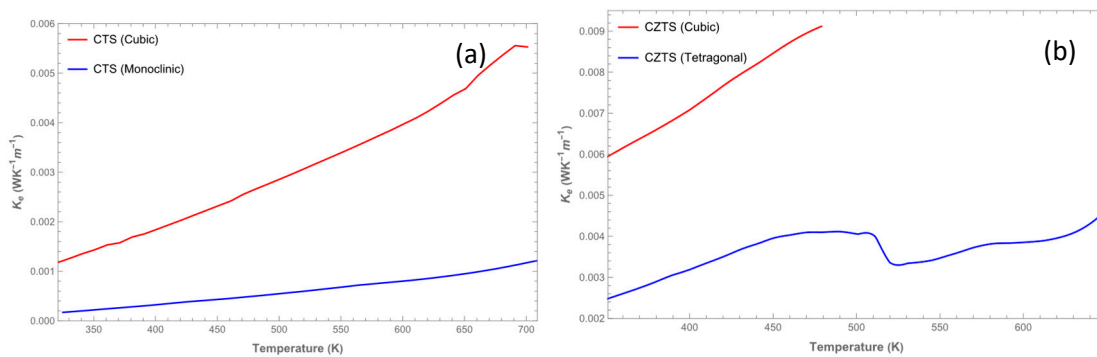 CTS (Cubic)
CTS (Monoclinic)
(a)
0.006
0.005
0.004
0.003
0.002
0.001
0.000
Kₑ (WK⁻¹m⁻¹)
350 400 450 500 550 600 650 700
Temperature (K)
CZTS (Cubic)
CZTS (Tetragonal)
(b)
0.009
0.008
0.007
0.006
0.005
0.004
0.003
0.002
Kₑ (WK⁻¹m⁻¹)
400 450 500 550 600
Temperature (K)